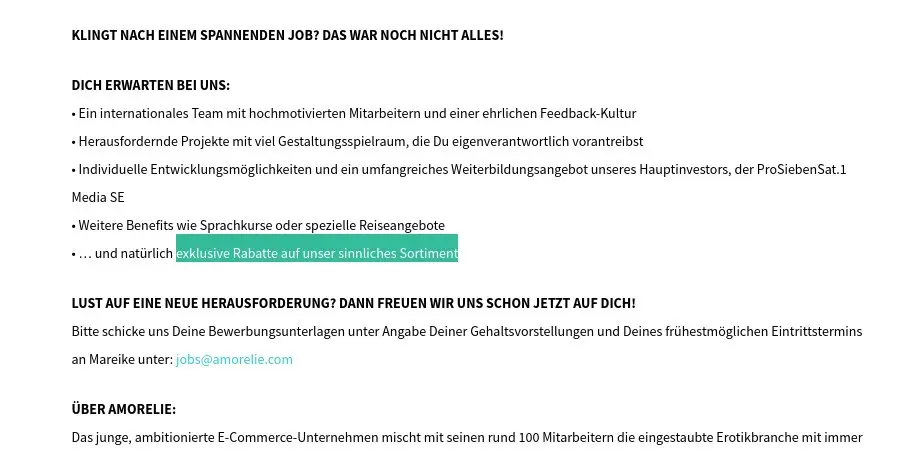 KLINGT NACH EINEM SPANNENDEN JOB? DAS WAR NOCH NICHT ALLES!
DICH ERWARTEN BEI UNS:
• Ein internationales Team mit hochmotivierten Mitarbeitern und einer ehrlichen Feedback-Kultur
• Herausfordernde Projekte mit viel Gestaltungsspielraum, die Du eigenverantwortlich vorantreibst
• Individuelle Entwicklungsmöglichkeiten und ein umfangreiches Weiterbildungsangebot unseres Hauptinvestors, der ProSiebenSat.1
Media SE
• Weitere Benefits wie Sprachkurse oder spezielle Reiseangebote
• … und natürlich exklusive Rabatte auf unser sinnliches Sortiment
LUST AUF EINE NEUE HERAUSFORDERUNG? DANN FREUEN WIR UNS SCHON JETZT AUF DICH!
Bitte schicke uns Deine Bewerbungsunterlagen unter Angabe Deiner Gehaltsvorstellungen und Deines frühestmöglichen Eintrittstermins
an Mareike unter: jobs@amorelie.com
ÜBER AMORELIE:
Das junge, ambitionierte E-Commerce-Unternehmen mischt mit seinen rund 100 Mitarbeitern die eingestaubte Erotikbranche mit immer